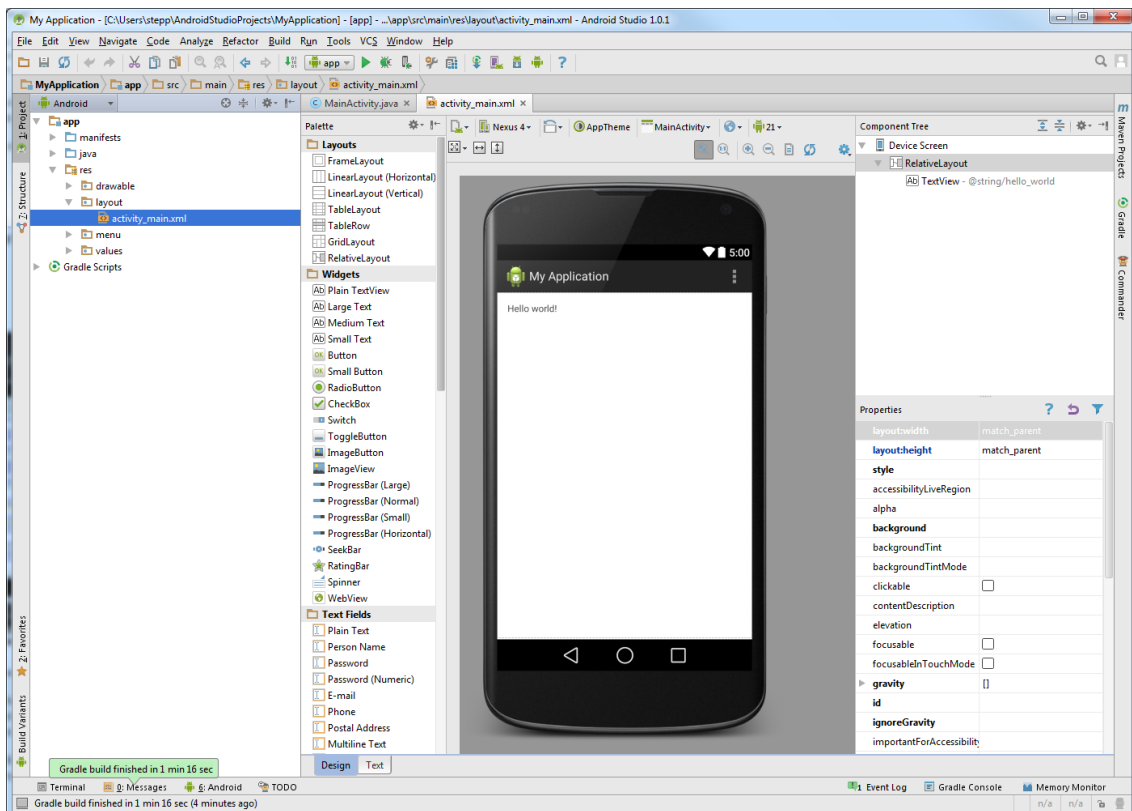 My Application - [C:\Users\stepp\AndroidStudioProjects\MyApplication] - [app] - ...\app\src\main\res\layout\activity_main.xml - Android Studio 1.0.1
File Edit View Navigate Code Analyze Refactor Build Run Tools VCS Window Help
app
MyApplication app src main res layout activity_main.xml
Android
MainActivity.java
activity_main.xml
1: Project
2: Structure
2: Favorites
Build Variants
app
manifests
java
res
drawable
layout
activity_main.xml
menu
values
Gradle Scripts
Palette
Layouts
FrameLayout
LinearLayout (Horizontal)
LinearLayout (Vertical)
TableLayout
TableRow
GridLayout
RelativeLayout
Widgets
Plain TextView
Large Text
Medium Text
Small Text
Button
Small Button
RadioButton
CheckBox
Switch
ToggleButton
ImageButton
ImageView
ProgressBar (Large)
ProgressBar (Normal)
ProgressBar (Small)
ProgressBar (Horizontal)
SeekBar
RatingBar
Spinner
WebView
Text Fields
Plain Text
Person Name
Password
Password (Numeric)
E-mail
Phone
Postal Address
Multiline Text
Design Text
Nexus 4 AppTheme MainActivity 21
5:00
My Application
Hello world!
Component Tree
Device Screen
RelativeLayout
TextView - @string/hello_world
Properties
layout:width match_parent
layout:height match_parent
style
accessibilityLiveRegion
alpha
background
backgroundTint
backgroundTintMode
clickable
contentDescription
elevation
focusable
focusableInTouchMode
gravity []
id
ignoreGravity
importantForAccessibilit
Maven Projects
Gradle
Commander
Gradle build finished in 1 min 16 sec
Terminal 0: Messages 6: Android TODO
1 Event Log Gradle Console Memory Monitor
Gradle build finished in 1 min 16 sec (4 minutes ago)
n/a n/a